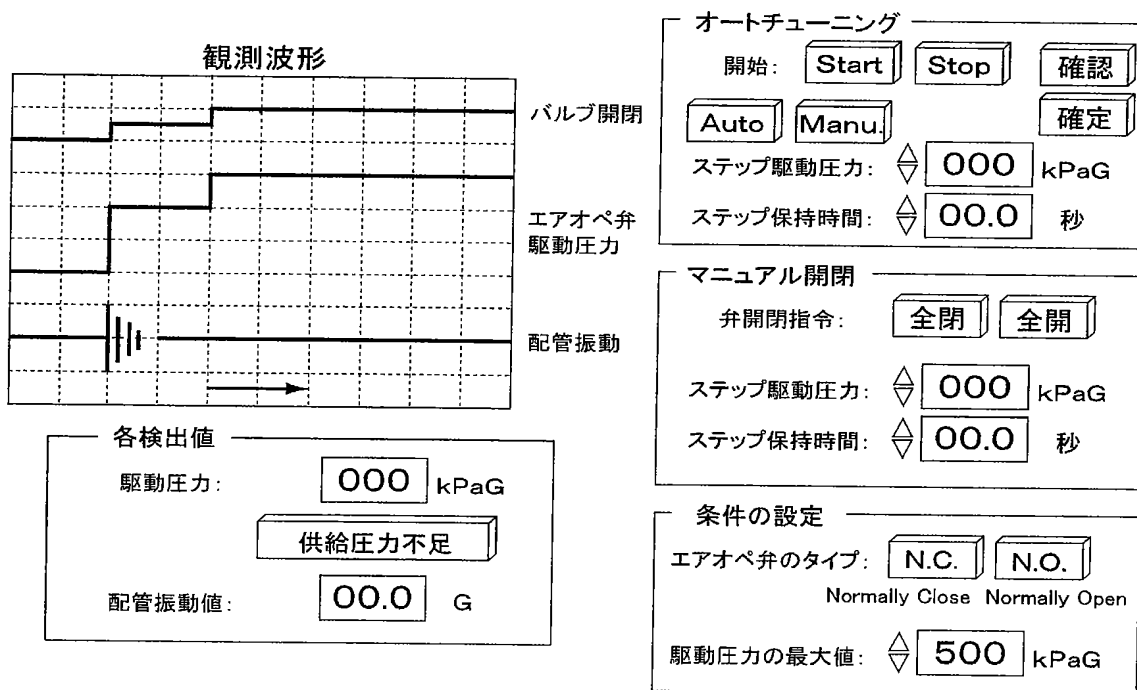 観測波形
バルブ開閉
エアオペ弁
駆動圧力
配管振動
各検出値
駆動圧力: 000 kPaG
供給圧力不足
配管振動値: 00.0 G
オートチューニング
開始: Start Stop 確認
Auto Manu. 確定
ステップ駆動圧力: 000 kPaG
ステップ保持時間: 00.0 秒
マニュアル開閉
弁開閉指令: 全閉 全開
ステップ駆動圧力: 000 kPaG
ステップ保持時間: 00.0 秒
条件の設定
エアオペ弁のタイプ: N.C. N.O.
Normally Close Normally Open
駆動圧力の最大値: 500 kPaG